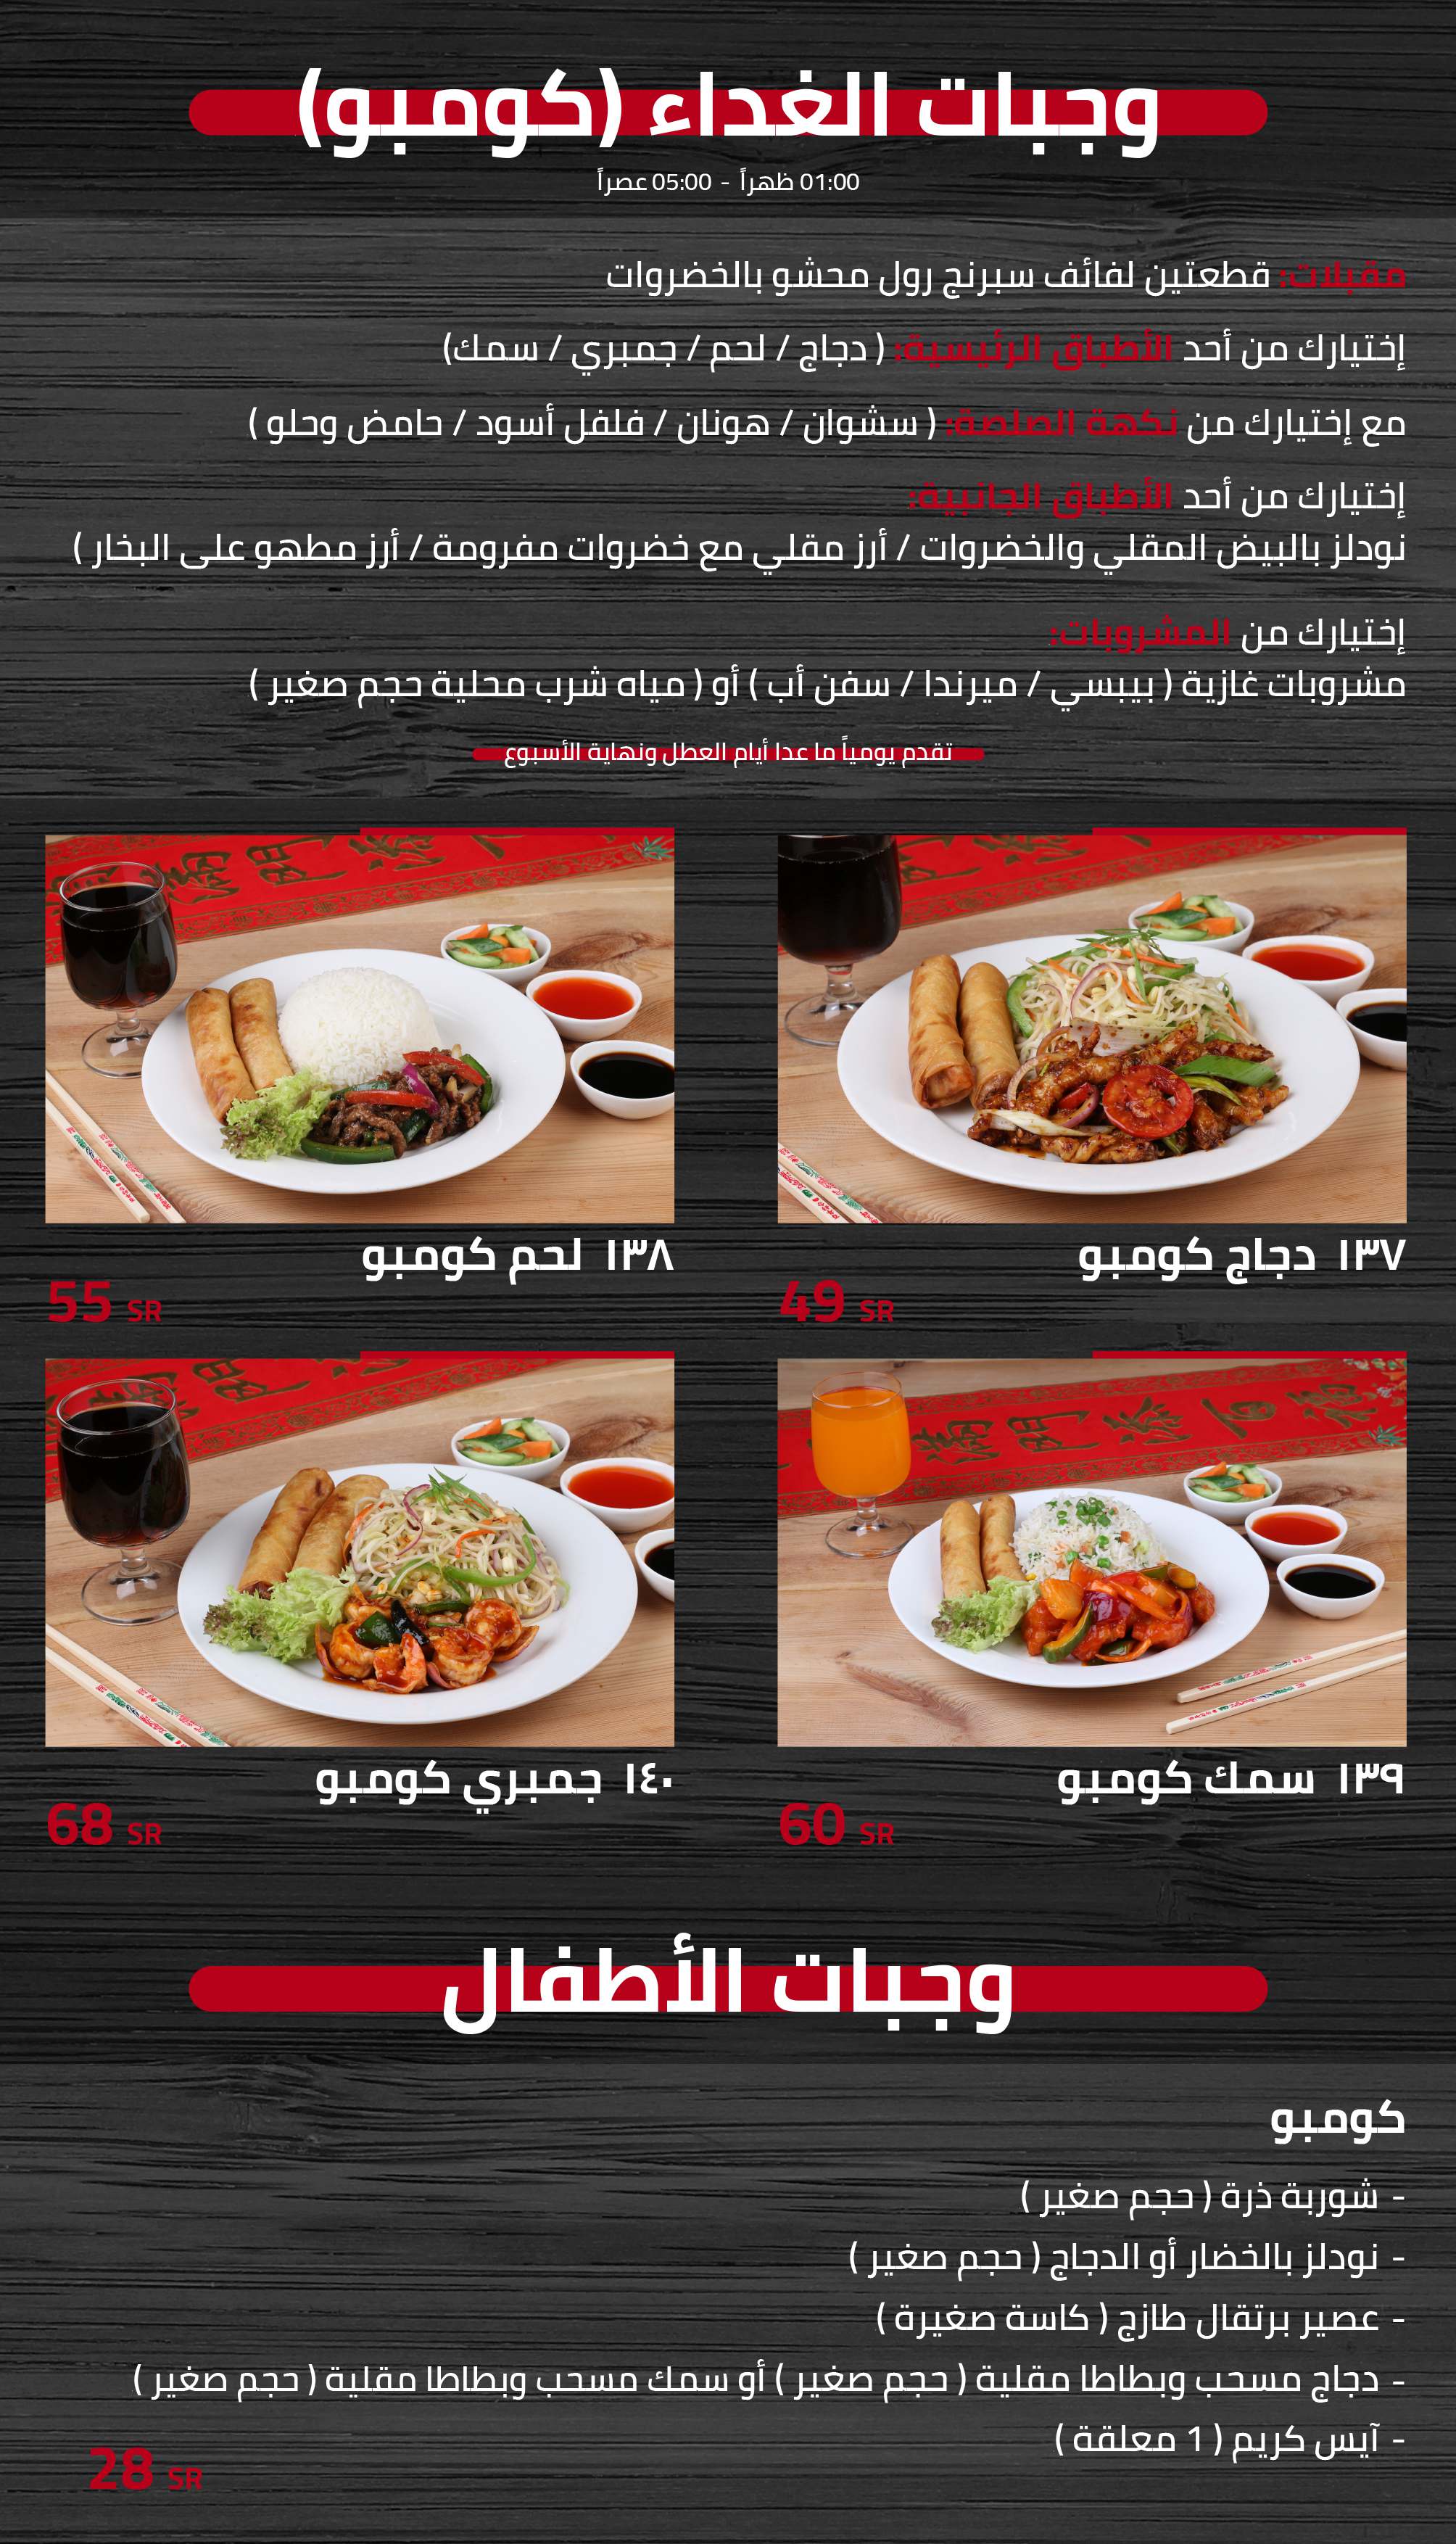 وجبات الغداء (كومبو)
01:00 ظهراً - 05:00 عصراً
مقبلات: قطعتين لفائف سبرنج رول محشو بالخضروات
إختيارك من أحد الأطباق الرئيسية: ( دجاج / لحم / جمبري / سمك)
مع إختيارك من نكهة الصلصة: ( سشوان / هونان / فلفل أسود / حامض وحلو )
إختيارك من أحد الأطباق الجانبية:
نودلز بالبيض المقلي والخضروات / أرز مقلي مع خضروات مفرومة / أرز مطهو على البخار )
إختيارك من المشروبات:
مشروبات غازية ( بيبسي / ميرندا / سفن أب ) أو ( مياه شرب محلية حجم صغير )
تقدم يومياً ما عدا أيام العطل ونهاية الأسبوع
١٣٧ دجاج كومبو
49 SR
١٣٨ لحم كومبو
55 SR
١٣٩ سمك كومبو
60 SR
١٤٠ جمبري كومبو
68 SR
وجبات الأطفال
كومبو
- شوربة ذرة ( حجم صغير )
- نودلز بالخضار أو الدجاج ( حجم صغير )
- عصير برتقال طازج ( كاسة صغيرة )
- دجاج مسحب وبطاطا مقلية ( حجم صغير ) أو سمك مسحب وبطاطا مقلية ( حجم صغير )
- آيس كريم ( 1 معلقة )
28 SR